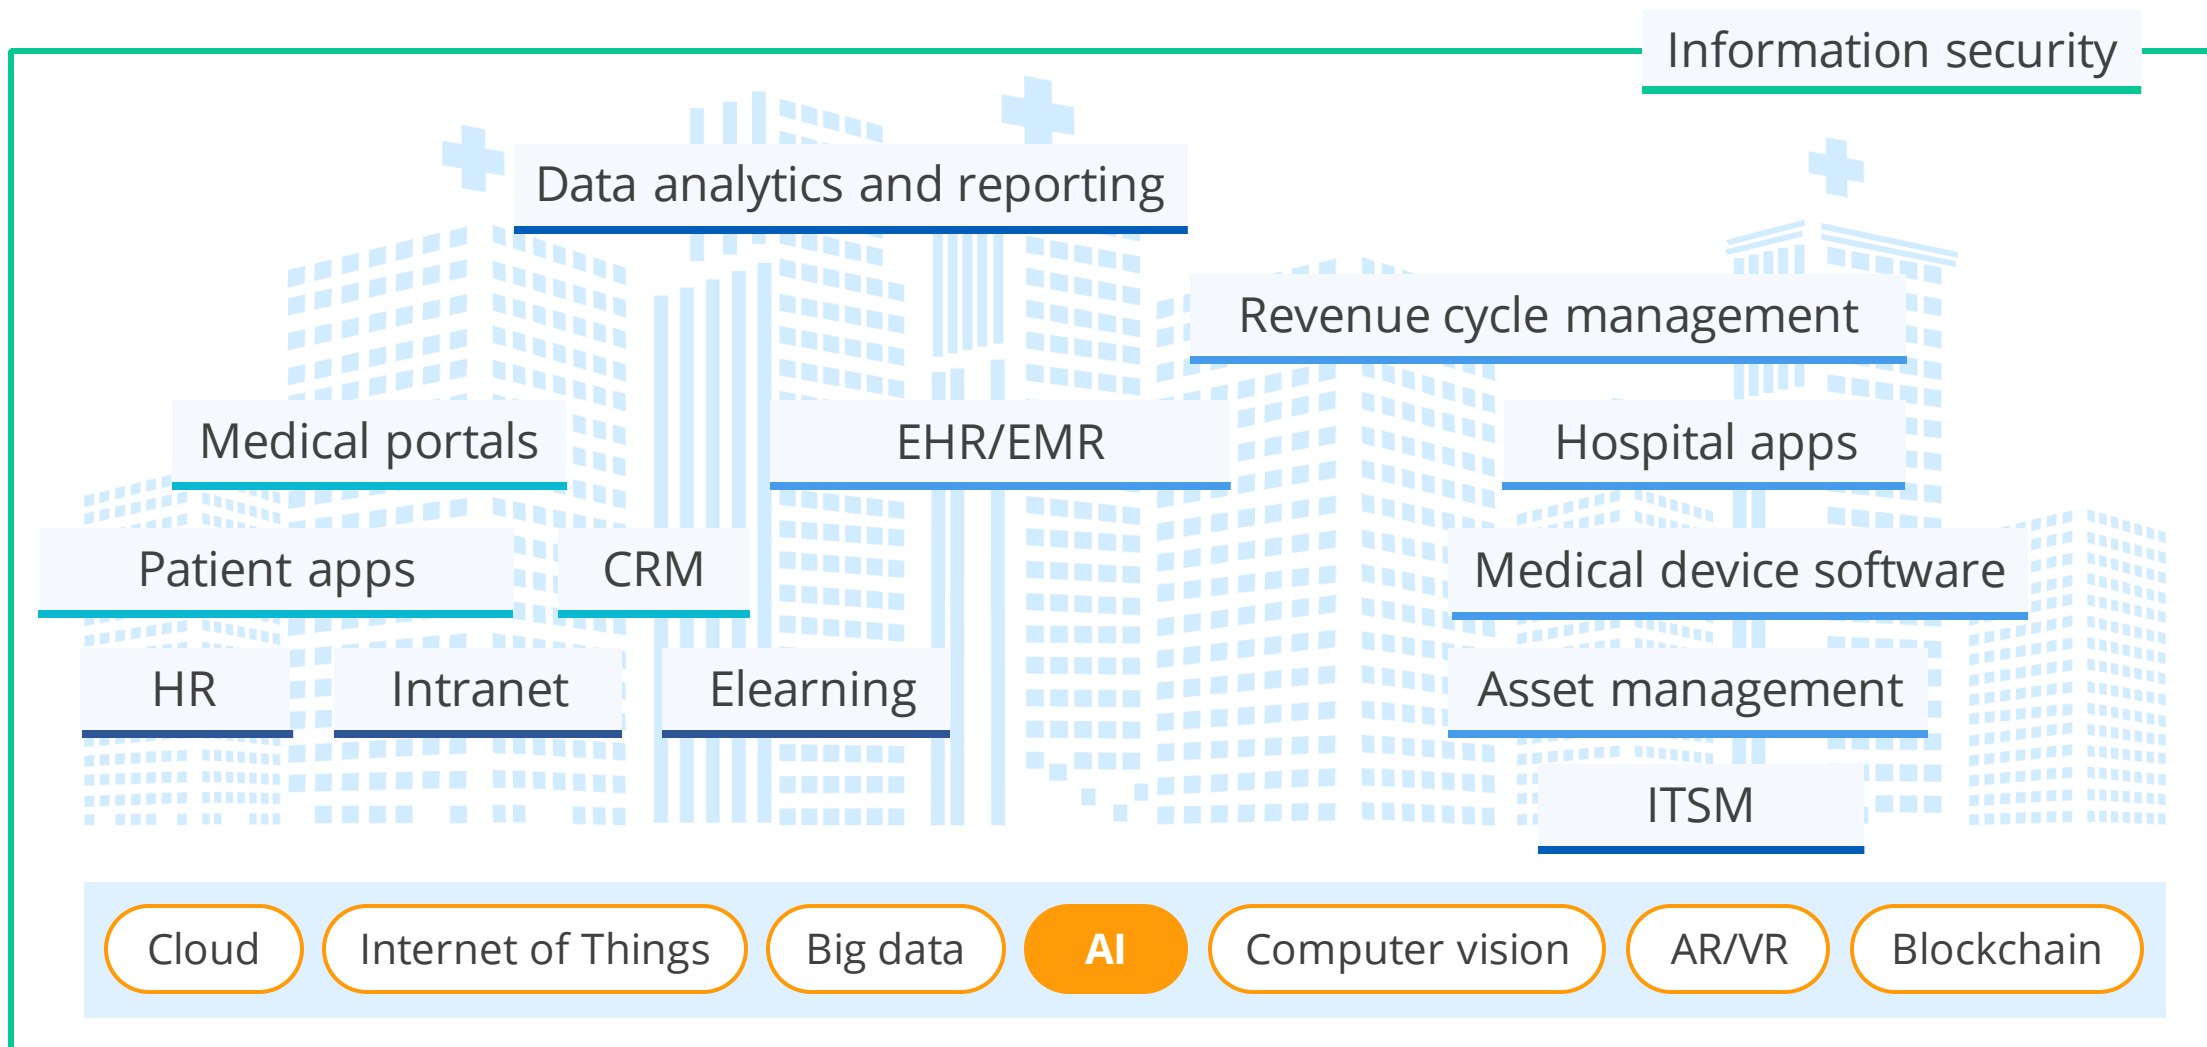 Information security
Data analytics and reporting
Revenue cycle management
Medical portals
EHR/EMR
Hospital apps
Patient apps
CRM
Medical device software
HR
Intranet
Elearning
Asset management
ITSM
Cloud
Internet of Things
Big data
AI
Computer vision
AR/VR
Blockchain